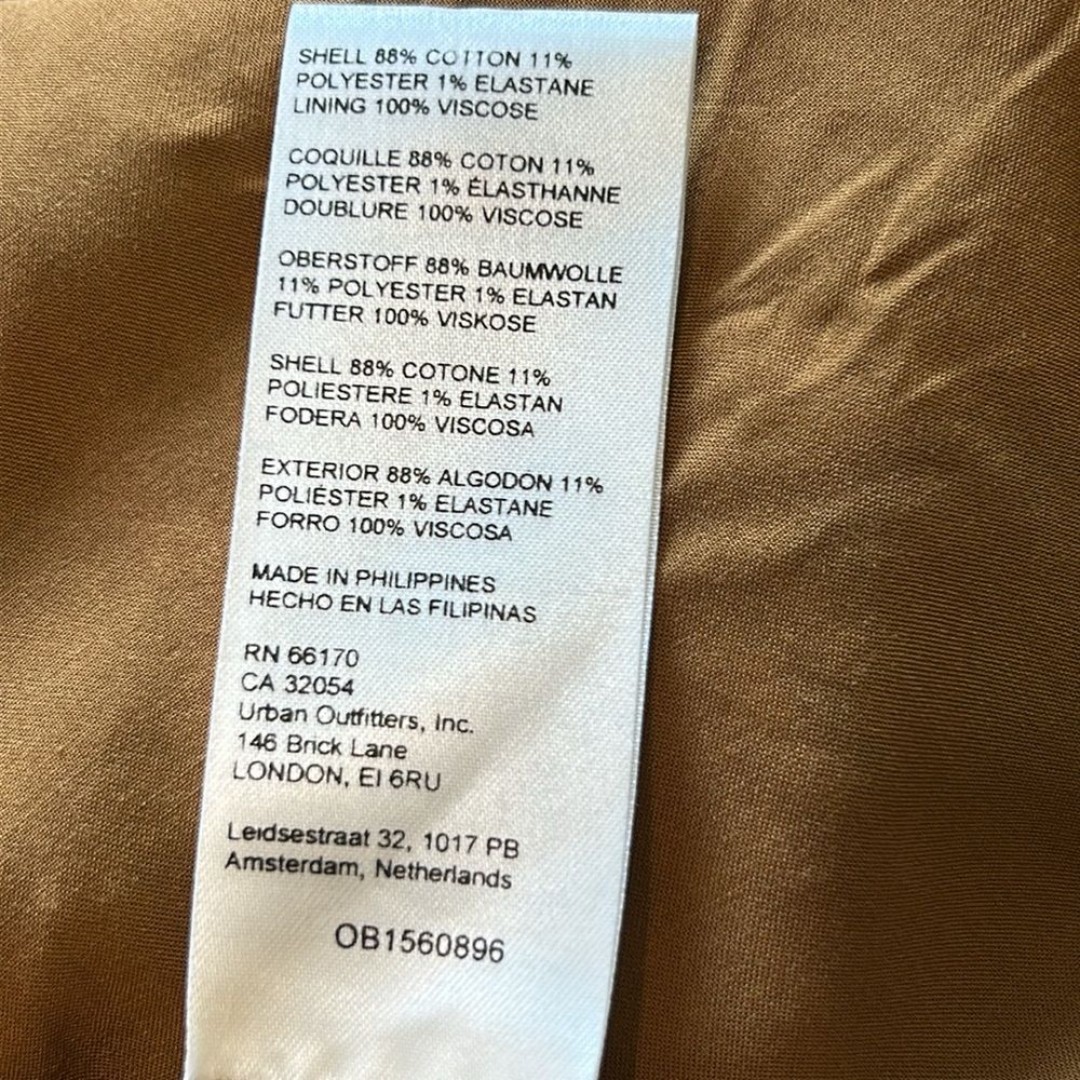 SHELL 88% COTTON 11%
POLYESTER 1% ELASTANE
LINING 100% VISCOSE
COQUILLE 88% COTON 11%
POLYESTER 1% ÉLASTHANNE
DOUBLURE 100% VISCOSE
OBERSTOFF 88% BAUMWOLLE
11% POLYESTER 1% ELASTAN
FUTTER 100% VISKOSE
SHELL 88% COTONE 11%
POLIESTERE 1% ELASTAN
FODERA 100% VISCOSA
EXTERIOR 88% ALGODON 11%
POLIÉSTER 1% ELASTANE
FORRO 100% VISCOSA
MADE IN PHILIPPINES
HECHO EN LAS FILIPINAS
RN 66170
CA 32054
Urban Outfitters, Inc.
146 Brick Lane
LONDON, EI 6RU
Leidsestraat 32, 1017 PB
Amsterdam, Netherlands
OB1560896